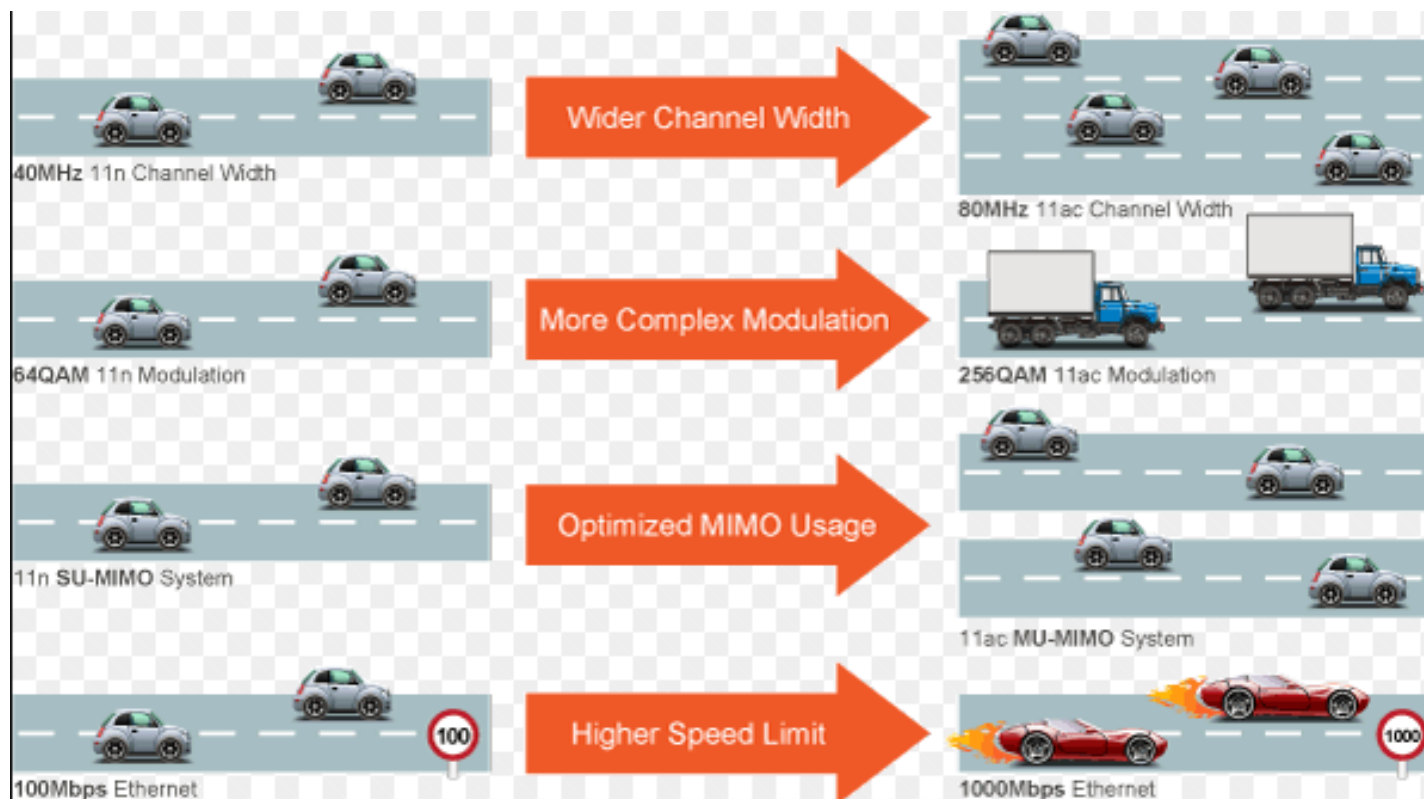 Wider Channel Width
40MHz 11n Channel Width
80MHz 11ac Channel Width
More Complex Modulation
64QAM 11n Modulation
256QAM 11ac Modulation
Optimized MIMO Usage
11n SU-MIMO System
11ac MU-MIMO System
100
Higher Speed Limit
1000
100Mbps Ethernet
1000Mbps Ethernet